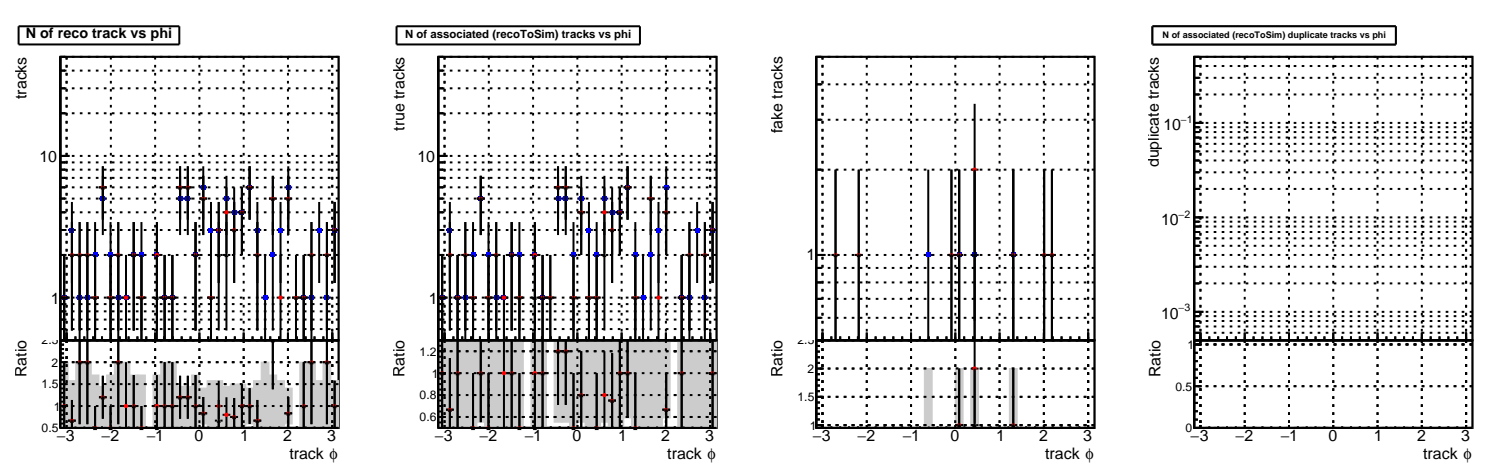 N of reco track vs phi
tracks
10
1
Ratio
2.5
2
1.5
1
0.5
−3 −2 −1 0 1 2 3
track ϕ
N of associated (recoToSim) tracks vs phi
true tracks
10
1
Ratio
1.2
1
0.8
0.6
−3 −2 −1 0 1 2 3
track ϕ
fake tracks
1
Ratio
2.5
2
1.5
1
−3 −2 −1 0 1 2 3
track ϕ
N of associated (recoToSim) duplicate tracks vs phi
duplicate tracks
10−1
10−2
10−3
Ratio
1
0.5
0
−3 −2 −1 0 1 2 3
track ϕ